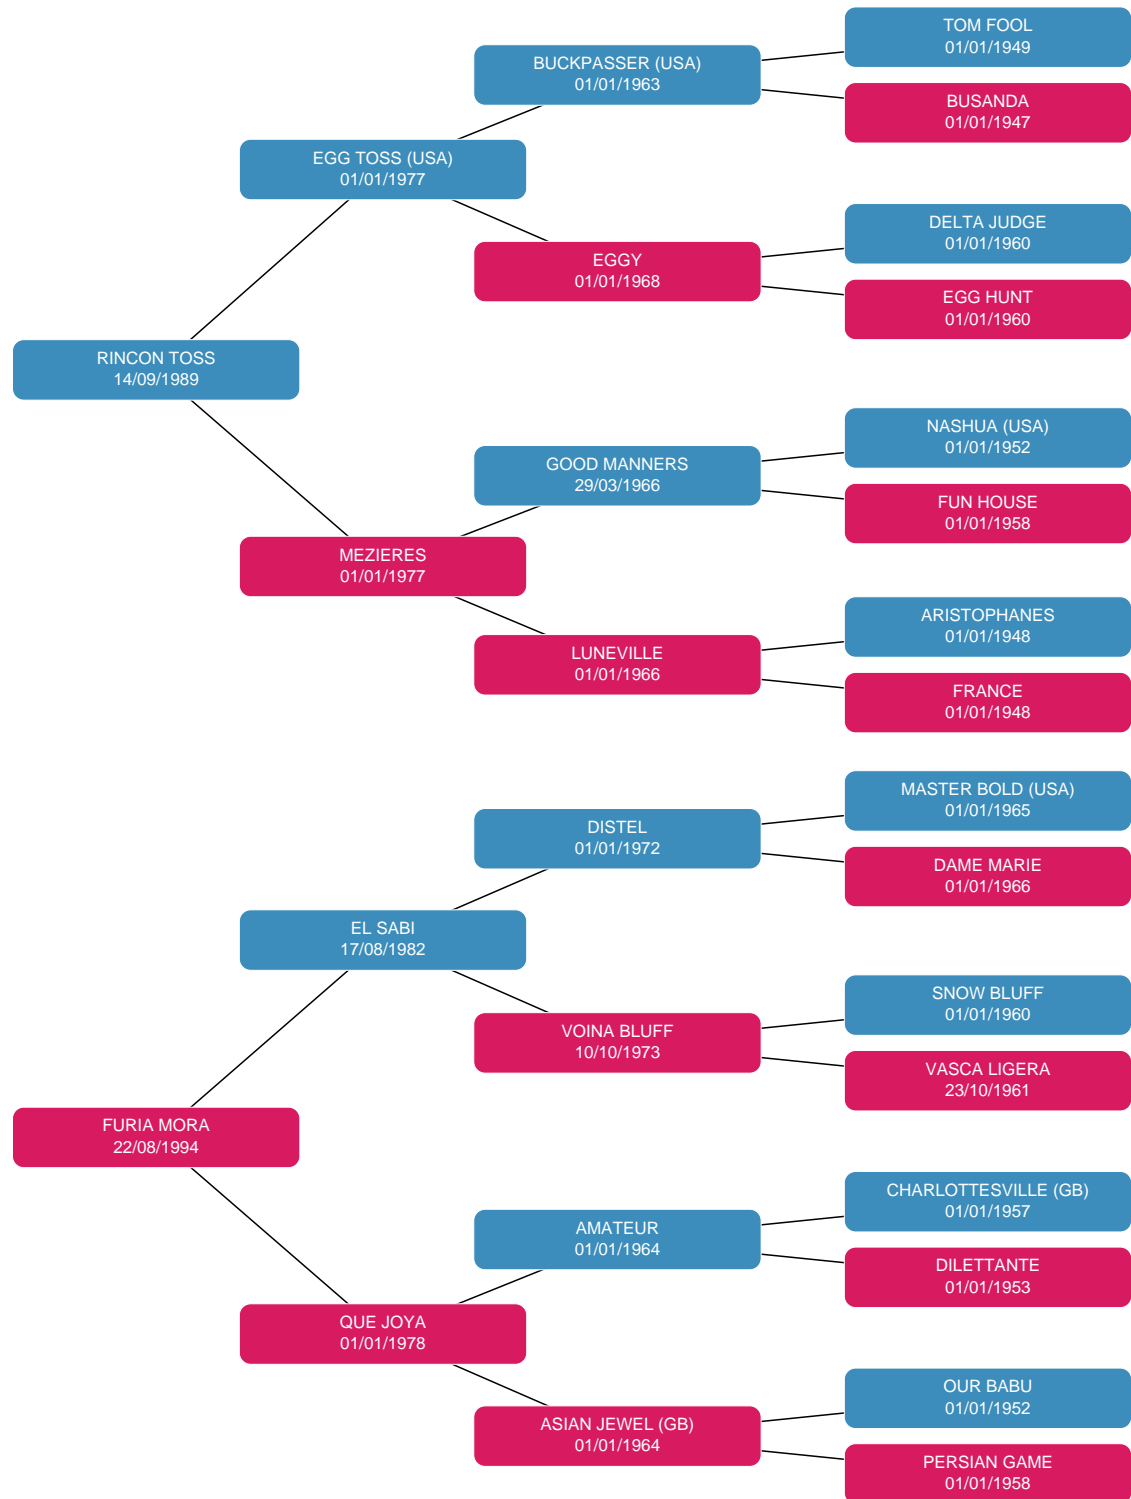 TOM FOOL
01/01/1949
BUCKPASSER (USA)
01/01/1963
BUSANDA
01/01/1947
EGG TOSS (USA)
01/01/1977
DELTA JUDGE
01/01/1960
EGGY
01/01/1968
EGG HUNT
01/01/1960
RINCON TOSS
14/09/1989
NASHUA (USA)
01/01/1952
GOOD MANNERS
29/03/1966
FUN HOUSE
01/01/1958
MEZIERES
01/01/1977
ARISTOPHANES
01/01/1948
LUNEVILLE
01/01/1966
FRANCE
01/01/1948
MASTER BOLD (USA)
01/01/1965
DISTEL
01/01/1972
DAME MARIE
01/01/1966
EL SABI
17/08/1982
SNOW BLUFF
01/01/1960
VOINA BLUFF
10/10/1973
VASCA LIGERA
23/10/1961
FURIA MORA
22/08/1994
CHARLOTTESVILLE (GB)
01/01/1957
AMATEUR
01/01/1964
DILETTANTE
01/01/1953
QUE JOYA
01/01/1978
OUR BABU
01/01/1952
ASIAN JEWEL (GB)
01/01/1964
PERSIAN GAME
01/01/1958